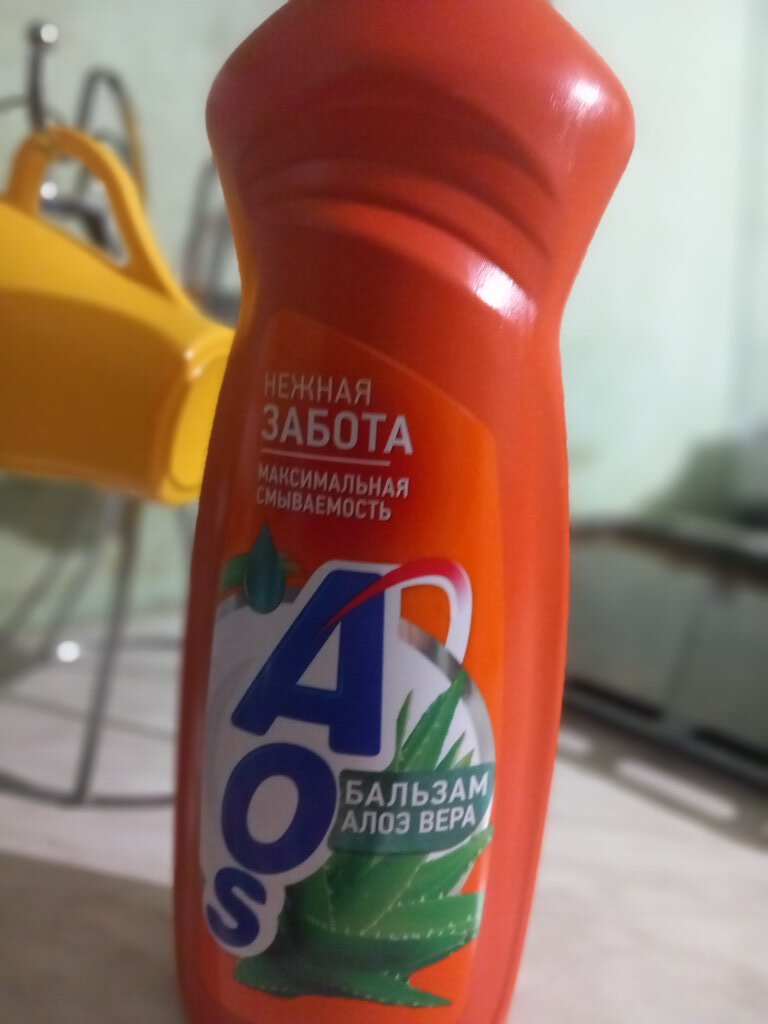 НЕЖНАЯ
ЗАБОТА
МАКСИМАЛЬНАЯ
СМЫВАЕМОСТЬ
AOS
БАЛЬЗАМ
АЛОЭ ВЕРА